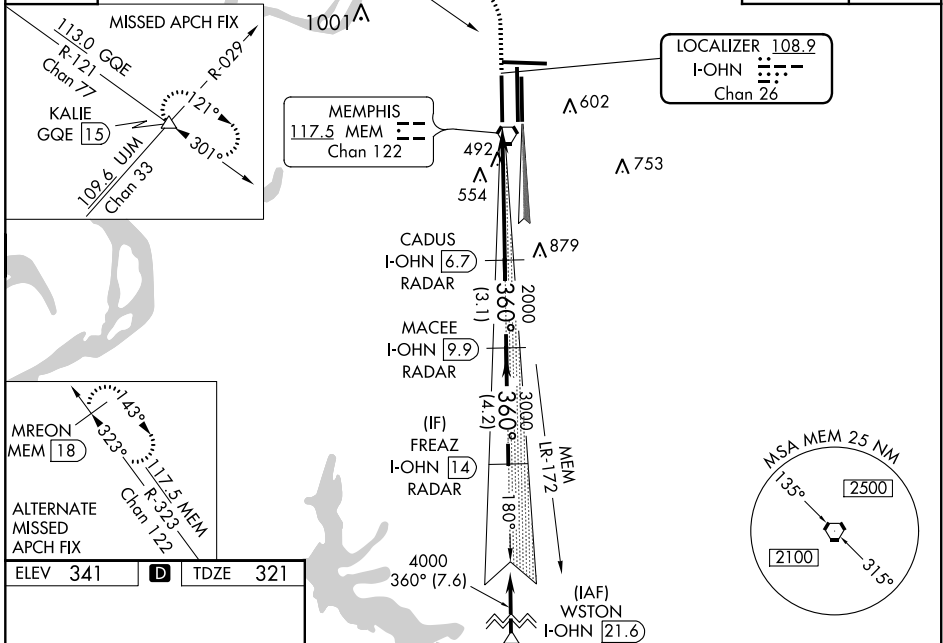 MISSED APCH FIX
113.0 GQE
R-121
Chan 77
R-029
KALIE
GQE 15
121°
301°
109.6 UJM
Chan 33
1001
LOCALIZER 108.9
I-OHN
Chan 26
MEMPHIS
117.5 MEM
Chan 122
602
492
554
753
879
CADUS
I-OHN 6.7
RADAR
360°
(3.1)
2000
MACEE
I-OHN 9.9
RADAR
360°
(4.2)
3000
(IF)
FREAZ
I-OHN 14
RADAR
MEM
LR-172
180°
4000
360° (7.6)
(IAF)
WSTON
I-OHN 21.6
MREON
MEM 18
143°
323°
117.5 MEM
R-323
Chan 122
ALTERNATE
MISSED
APCH FIX
MSA MEM 25 NM
135°
2500
2100
315°
ELEV 341 D TDZE 321